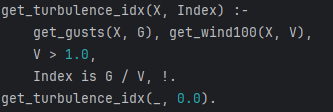 get_turbulence_idx(X, Index) :-
    get_gusts(X, G), get_wind100(X, V),
    V > 1.0,
    Index is G / V, !.
get_turbulence_idx(_, 0.0).